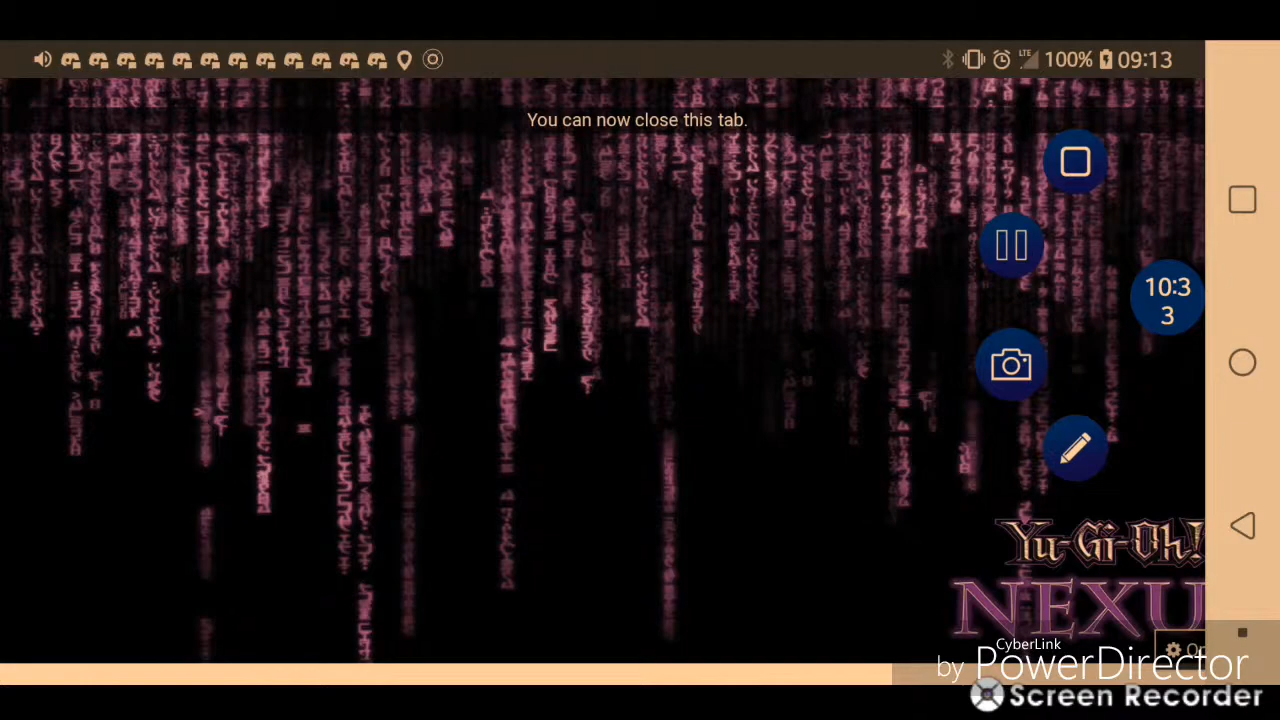 LTE 100% 09:13
You can now close this tab.
10:3
3
Yu-Gi-Oh!
NEXU
CyberLink
by PowerDirector
Screen Recorder